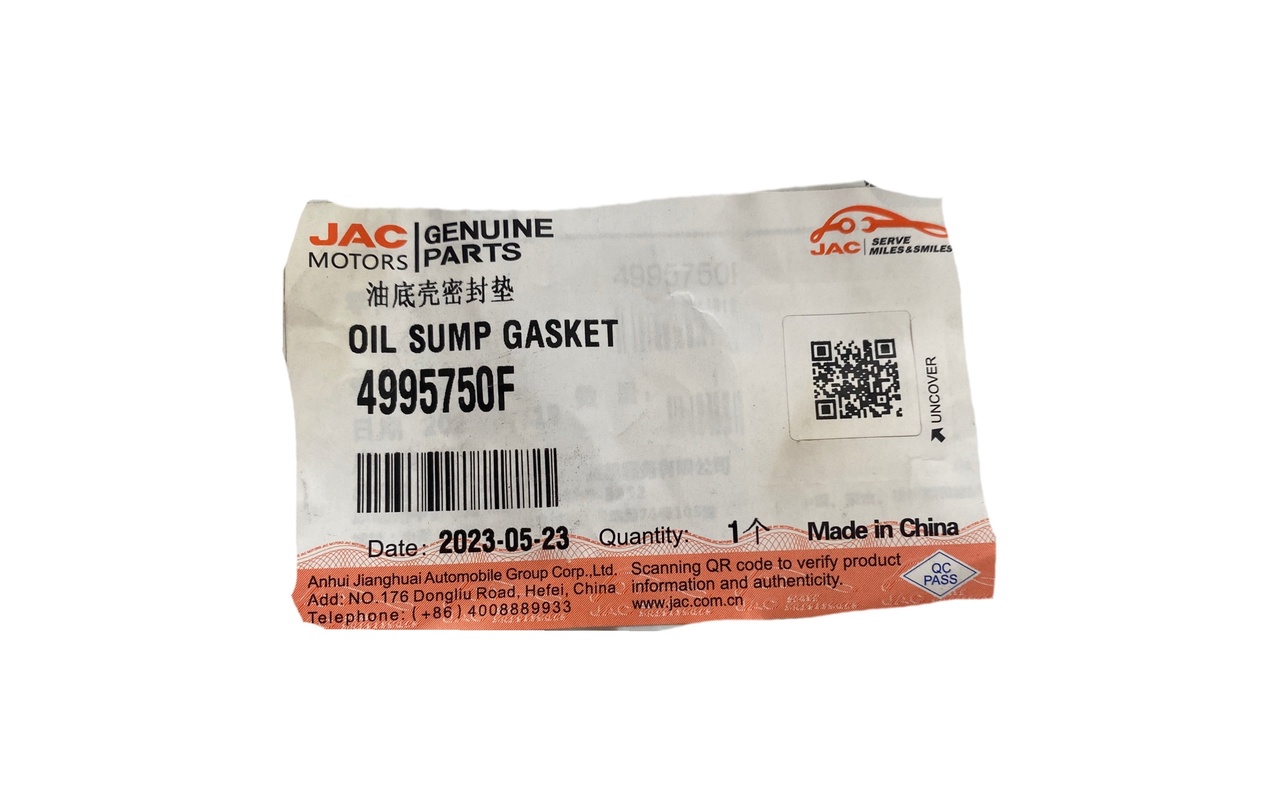 JAC MOTORS GENUINE PARTS
JAC SERVE MILES&SMILES
油底壳密封垫
OIL SUMP GASKET
4995750F
UNCOVER
Date: 2023-05-23 Quantity: 1个 Made in China
Anhui Jianghuai Automobile Group Corp.,Ltd.
Add: NO.176 Dongliu Road, Hefei, China
Telephone: (+86)4008889933
Scanning QR code to verify product
information and authenticity.
www.jac.com.cn
QC PASS